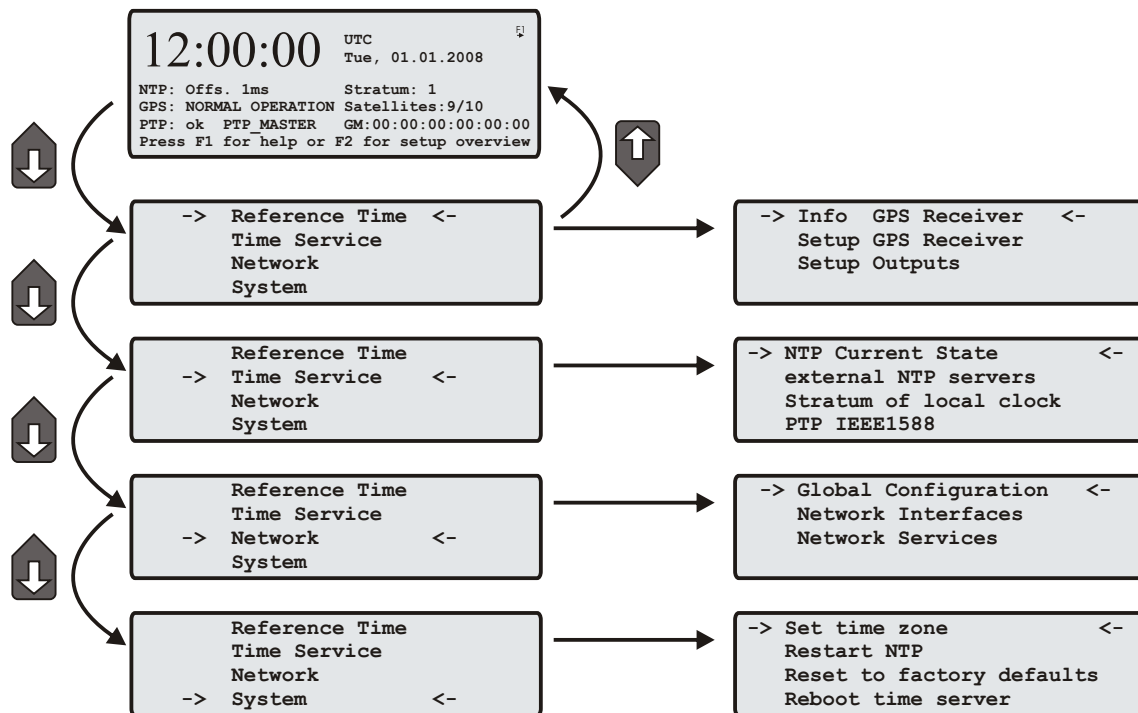 12:00:00 UTC F1
Tue, 01.01.2008
NTP: Offs. 1ms Stratum: 1
GPS: NORMAL OPERATION Satellites:9/10
PTP: ok PTP_MASTER GM:00:00:00:00:00:00
Press F1 for help or F2 for setup overview
-> Reference Time <-
Time Service
Network
System
-> Info GPS Receiver <-
Setup GPS Receiver
Setup Outputs
Reference Time
-> Time Service <-
Network
System
-> NTP Current State <-
external NTP servers
Stratum of local clock
PTP IEEE1588
Reference Time
Time Service
-> Network <-
System
-> Global Configuration <-
Network Interfaces
Network Services
Reference Time
Time Service
Network
-> System <-
-> Set time zone <-
Restart NTP
Reset to factory defaults
Reboot time server